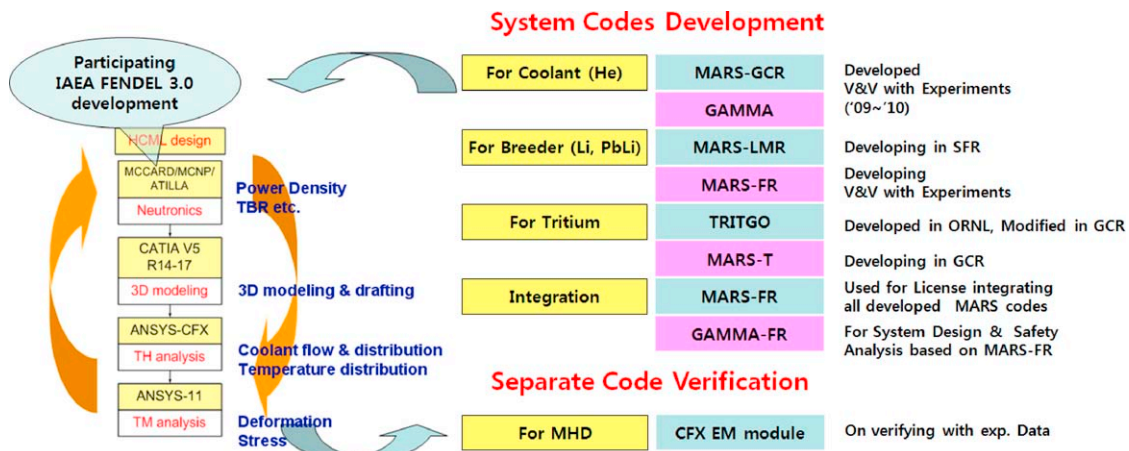 System Codes Development
Participating
IAEA FENDEL 3.0
development
HCML design
MCCARD/MCNP/
ATILLA
Neutronics
Power Density
TBR etc.
CATIA V5
R14-17
3D modeling
3D modeling & drafting
ANSYS-CFX
TH analysis
Coolant flow & distribution
Temperature distribution
ANSYS-11
TM analysis
Deformation
Stress
For Coolant (He)
MARS-GCR
Developed
V&V with Experiments
('09~'10)
GAMMA
For Breeder (Li, PbLi)
MARS-LMR
Developing in SFR
MARS-FR
Developing
V&V with Experiments
For Tritium
TRITGO
Developed in ORNL, Modified in GCR
MARS-T
Developing in GCR
Integration
MARS-FR
Used for License integrating
all developed MARS codes
GAMMA-FR
For System Design & Safety
Analysis based on MARS-FR
Separate Code Verification
For MHD
CFX EM module
On verifying with exp. Data